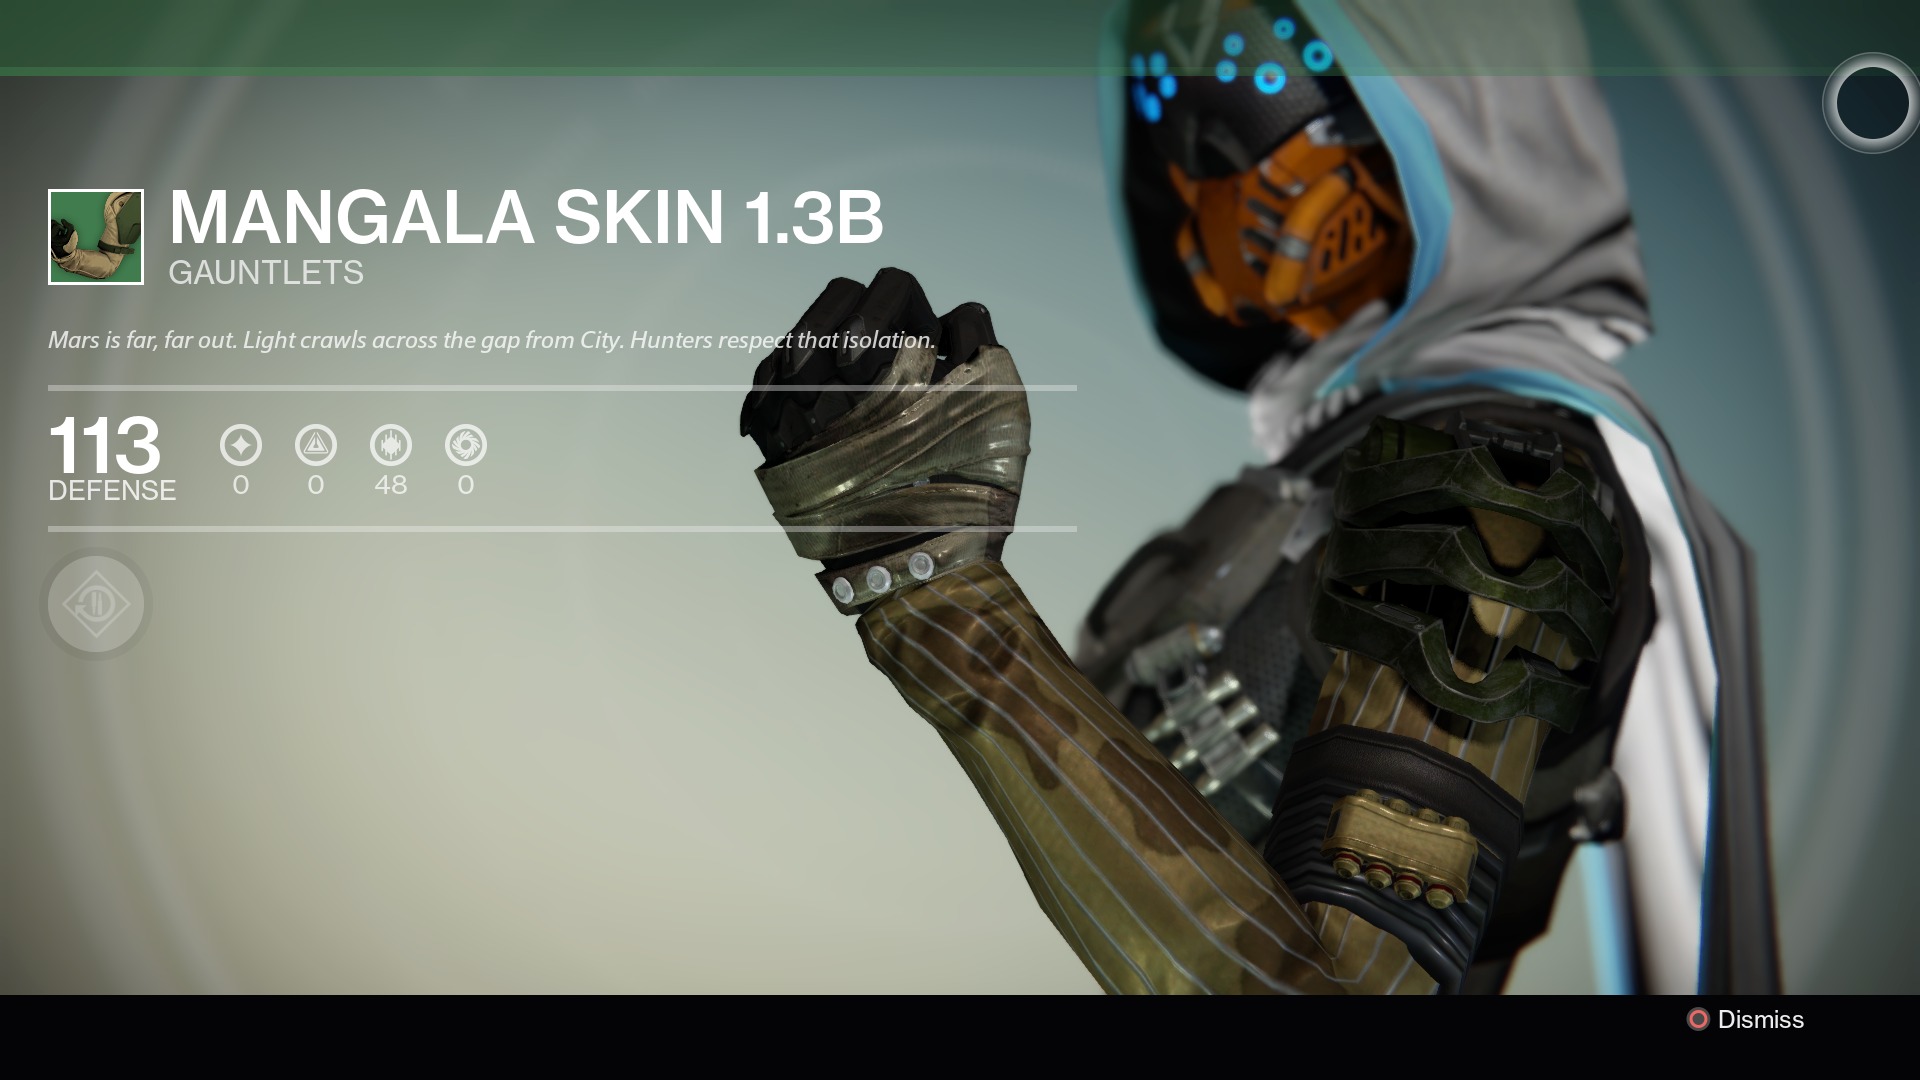 MANGALA SKIN 1.3B
GAUNTLETS
Mars is far, far out. Light crawls across the gap from City. Hunters respect that isolation.
113
DEFENSE
0 0 48 0
Dismiss